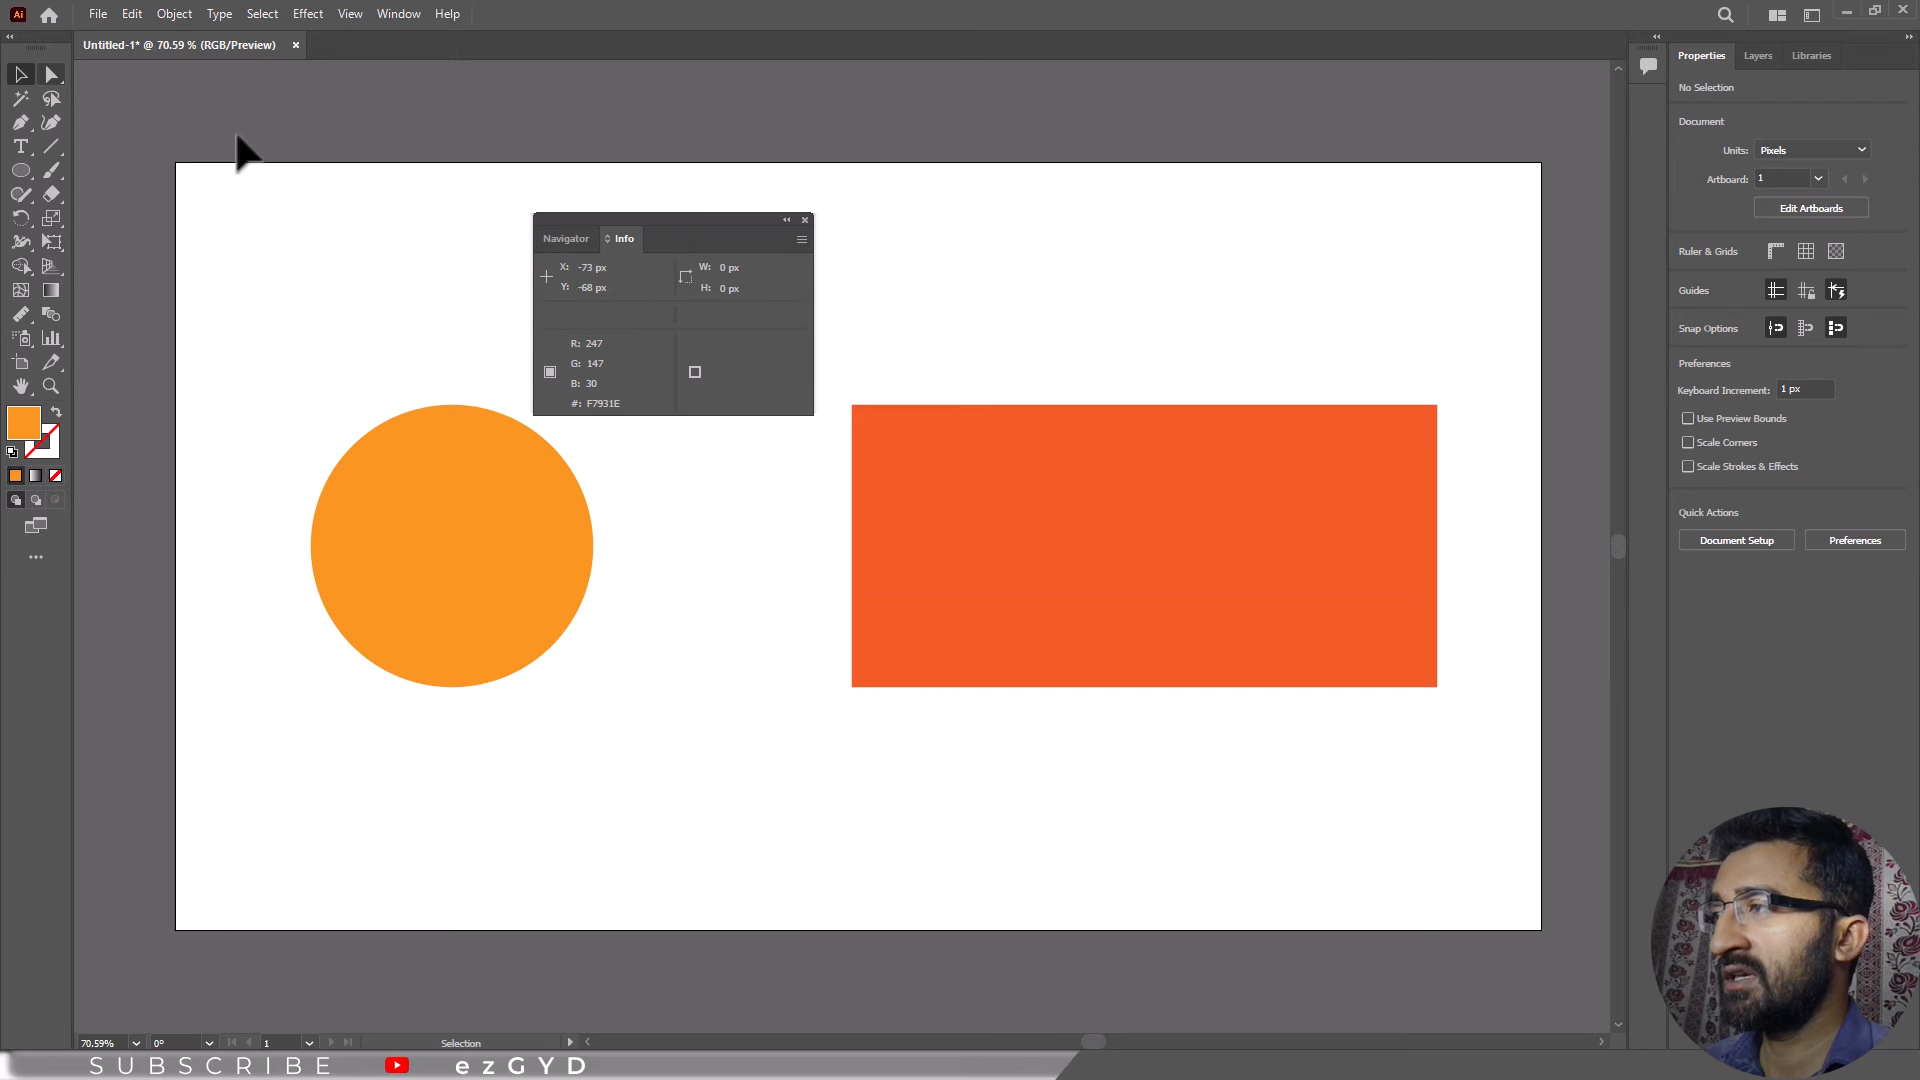 Ai File Edit Object Type Select Effect View Window Help
Untitled-1* @ 70.59 % (RGB/Preview) ×
Properties Layers Libraries
No Selection
Document
Units: Pixels
Artboard: 1
Edit Artboards
Ruler & Grids
Guides
Snap Options
Preferences
Keyboard Increment: 1 px
Use Preview Bounds
Scale Corners
Scale Strokes & Effects
Quick Actions
Document Setup Preferences
Navigator Info
X: -73 px W: 0 px
Y: -68 px H: 0 px
R: 247
G: 147
B: 30
#: F7931E
70.59% 0° 1 Selection
SUBSCRIBE ezGYD